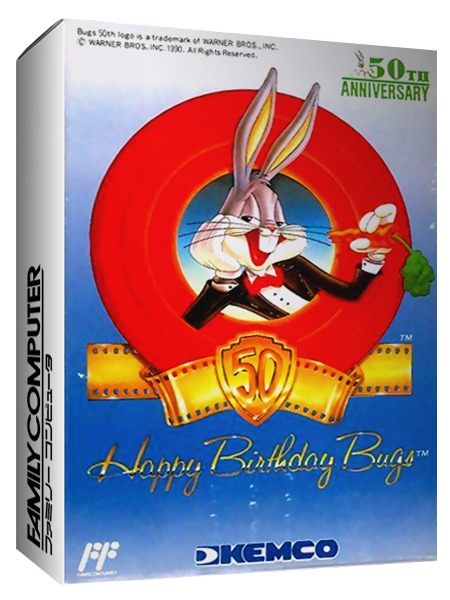 Bugs 50th logo is a trademark of WARNER BROS., INC.
© WARNER BROS. INC. 1990. All Rights Reserved.
50TH
ANNIVERSARY
TM
50
Happy Birthday Bugs™
KEMCO
FAMILY COMPUTER
ファミリー コンピュータ